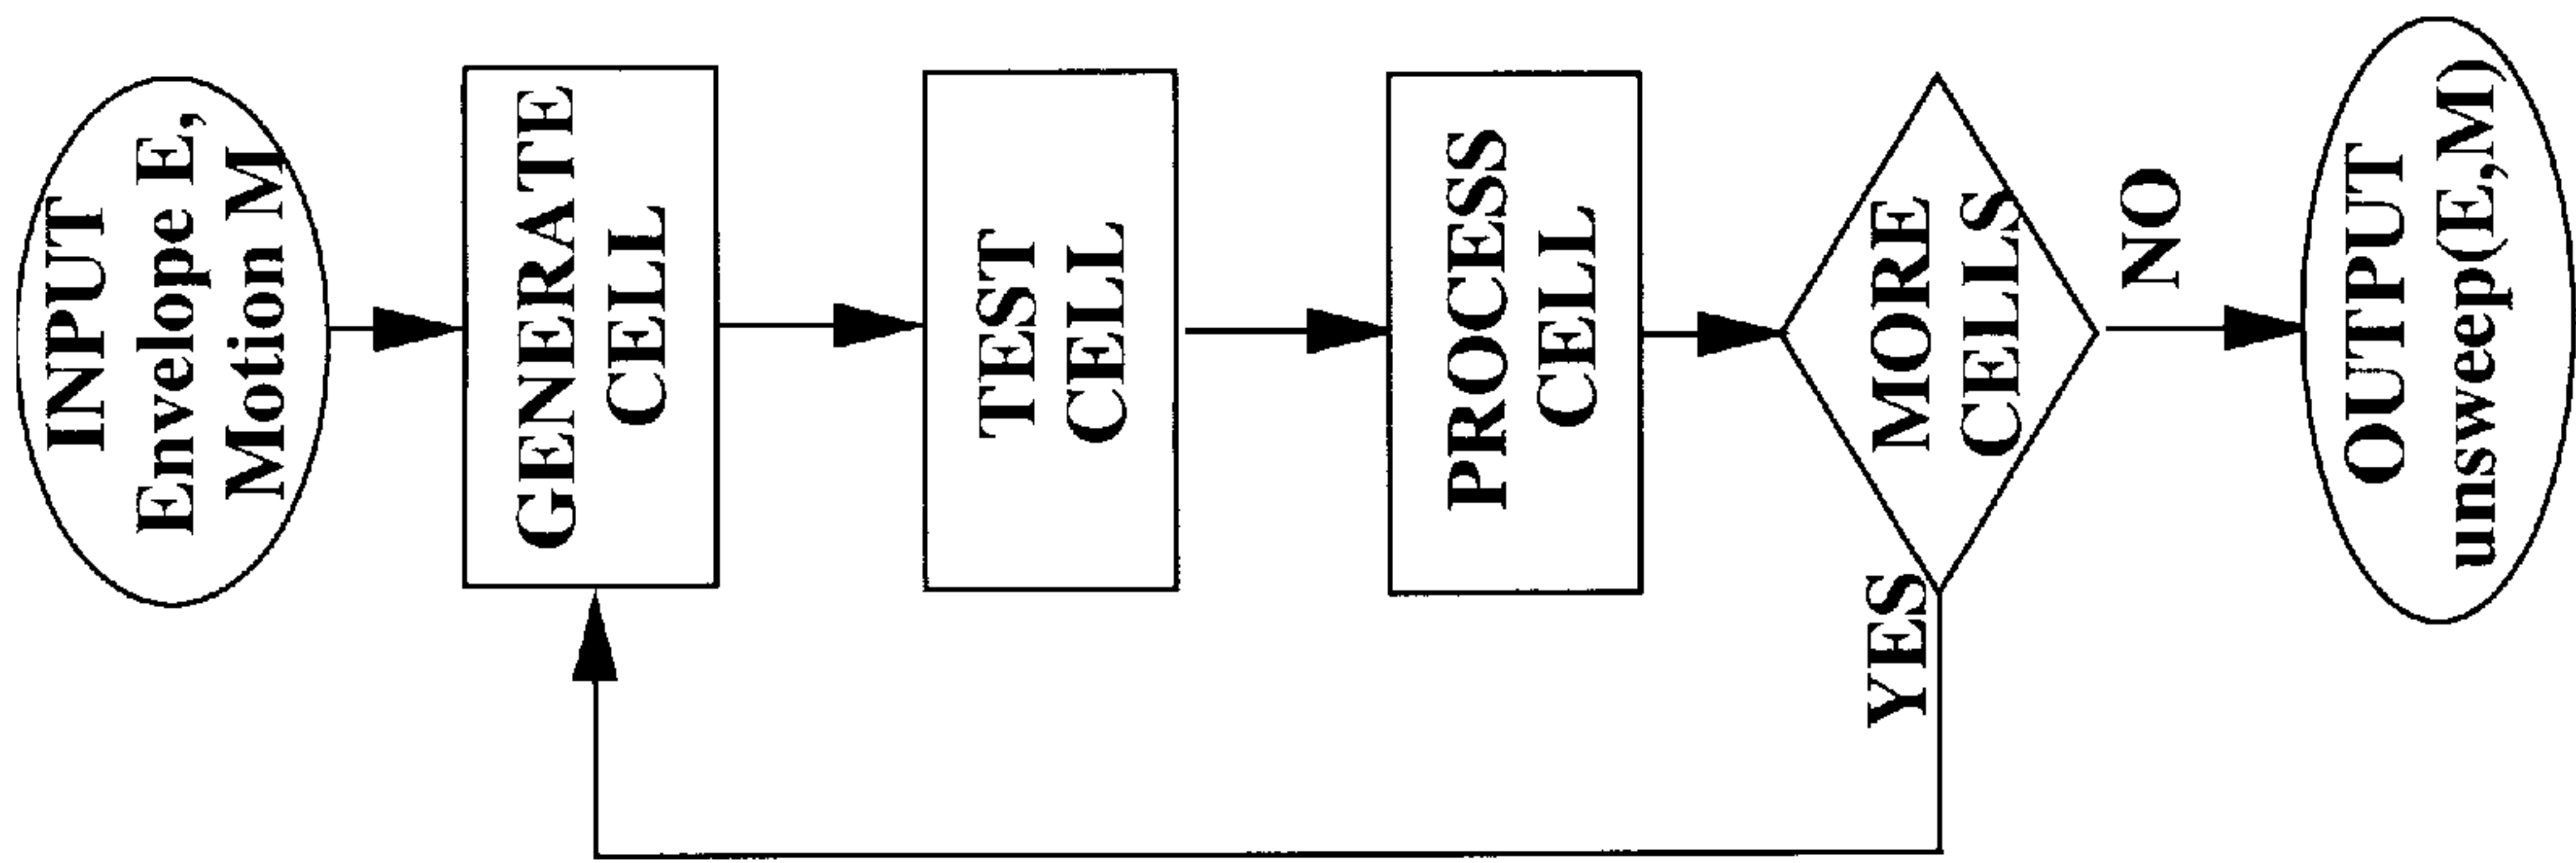 INPUT
Envelope E,
Motion M
GENERATE
CELL
TEST
CELL
PROCESS
CELL
MORE
CELLS
YES
NO
OUTPUT
unsweep(E,M)